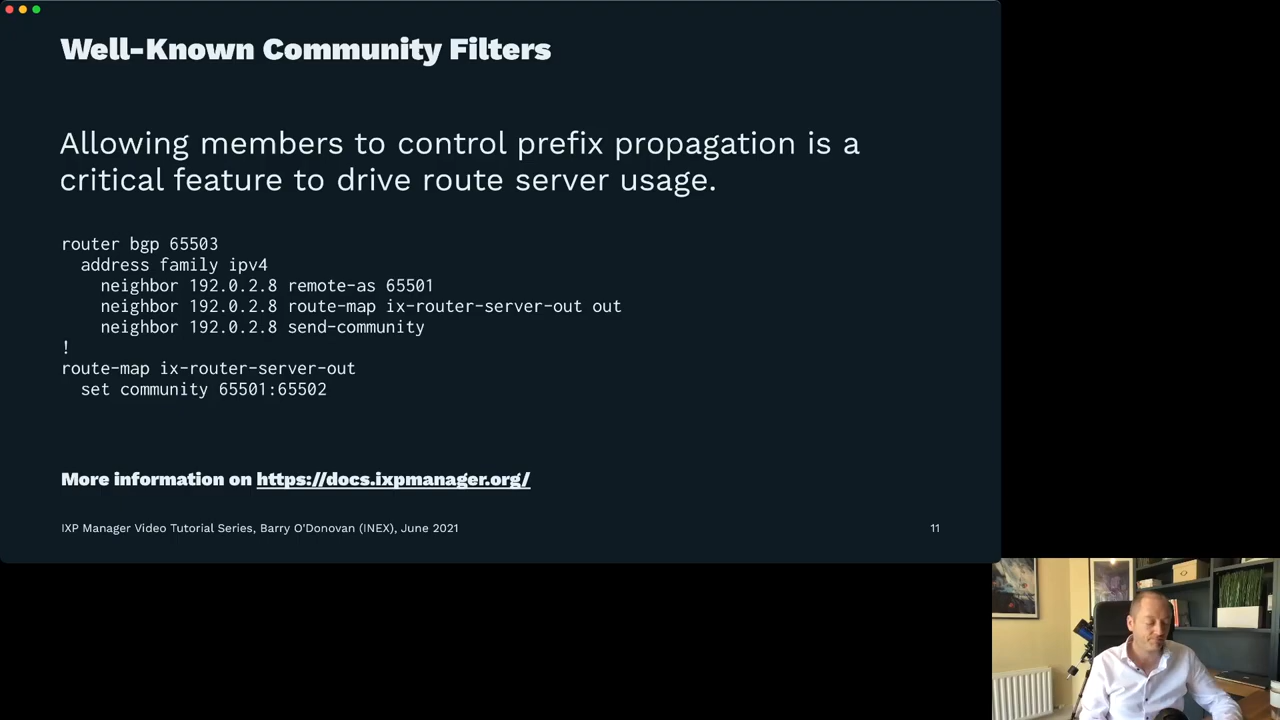 Well-Known Community Filters
Allowing members to control prefix propagation is a
critical feature to drive route server usage.
router bgp 65503
address family ipv4
neighbor 192.0.2.8 remote-as 65501
neighbor 192.0.2.8 route-map ix-router-server-out out
neighbor 192.0.2.8 send-community
!
route-map ix-router-server-out
set community 65501:65502
More information on https://docs.ixpmanager.org/
IXP Manager Video Tutorial Series, Barry O'Donovan (INEX), June 2021
11